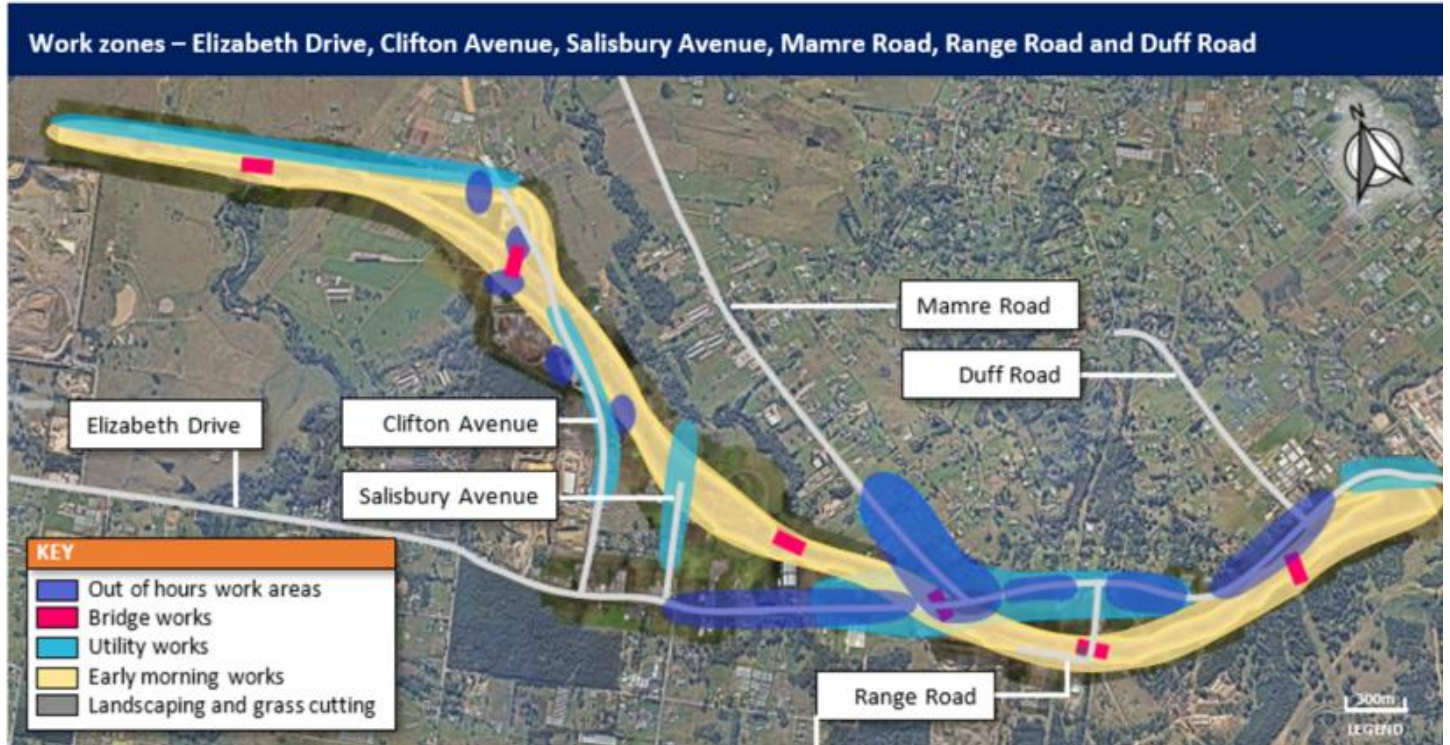 Work zones – Elizabeth Drive, Clifton Avenue, Salisbury Avenue, Mamre Road, Range Road and Duff Road
N
Mamre Road
Duff Road
Elizabeth Drive
Clifton Avenue
Salisbury Avenue
Range Road
KEY
Out of hours work areas
Bridge works
Utility works
Early morning works
Landscaping and grass cutting
300m
LEGEND